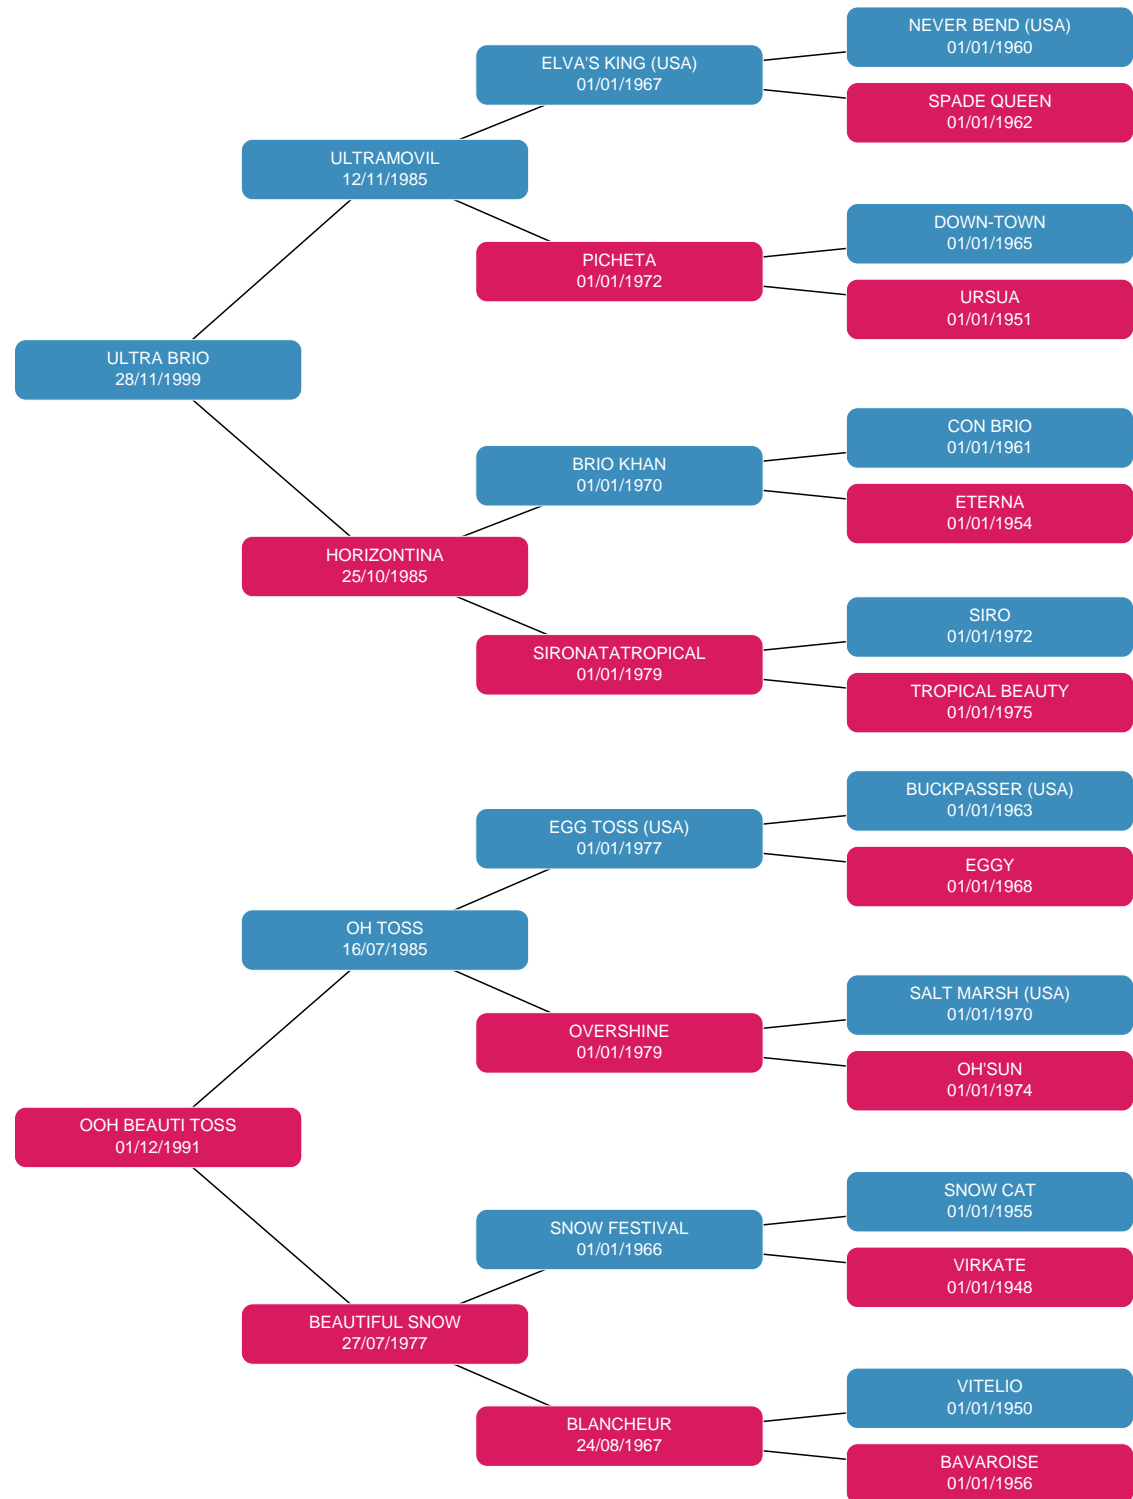 NEVER BEND (USA)
01/01/1960
ELVA'S KING (USA)
01/01/1967
SPADE QUEEN
01/01/1962
ULTRAMOVIL
12/11/1985
DOWN-TOWN
01/01/1965
PICHETA
01/01/1972
URSUA
01/01/1951
ULTRA BRIO
28/11/1999
CON BRIO
01/01/1961
BRIO KHAN
01/01/1970
ETERNA
01/01/1954
HORIZONTINA
25/10/1985
SIRO
01/01/1972
SIRONATATROPICAL
01/01/1979
TROPICAL BEAUTY
01/01/1975
BUCKPASSER (USA)
01/01/1963
EGG TOSS (USA)
01/01/1977
EGGY
01/01/1968
OH TOSS
16/07/1985
SALT MARSH (USA)
01/01/1970
OVERSHINE
01/01/1979
OH'SUN
01/01/1974
OOH BEAUTI TOSS
01/12/1991
SNOW CAT
01/01/1955
SNOW FESTIVAL
01/01/1966
VIRKATE
01/01/1948
BEAUTIFUL SNOW
27/07/1977
VITELIO
01/01/1950
BLANCHEUR
24/08/1967
BAVAROISE
01/01/1956